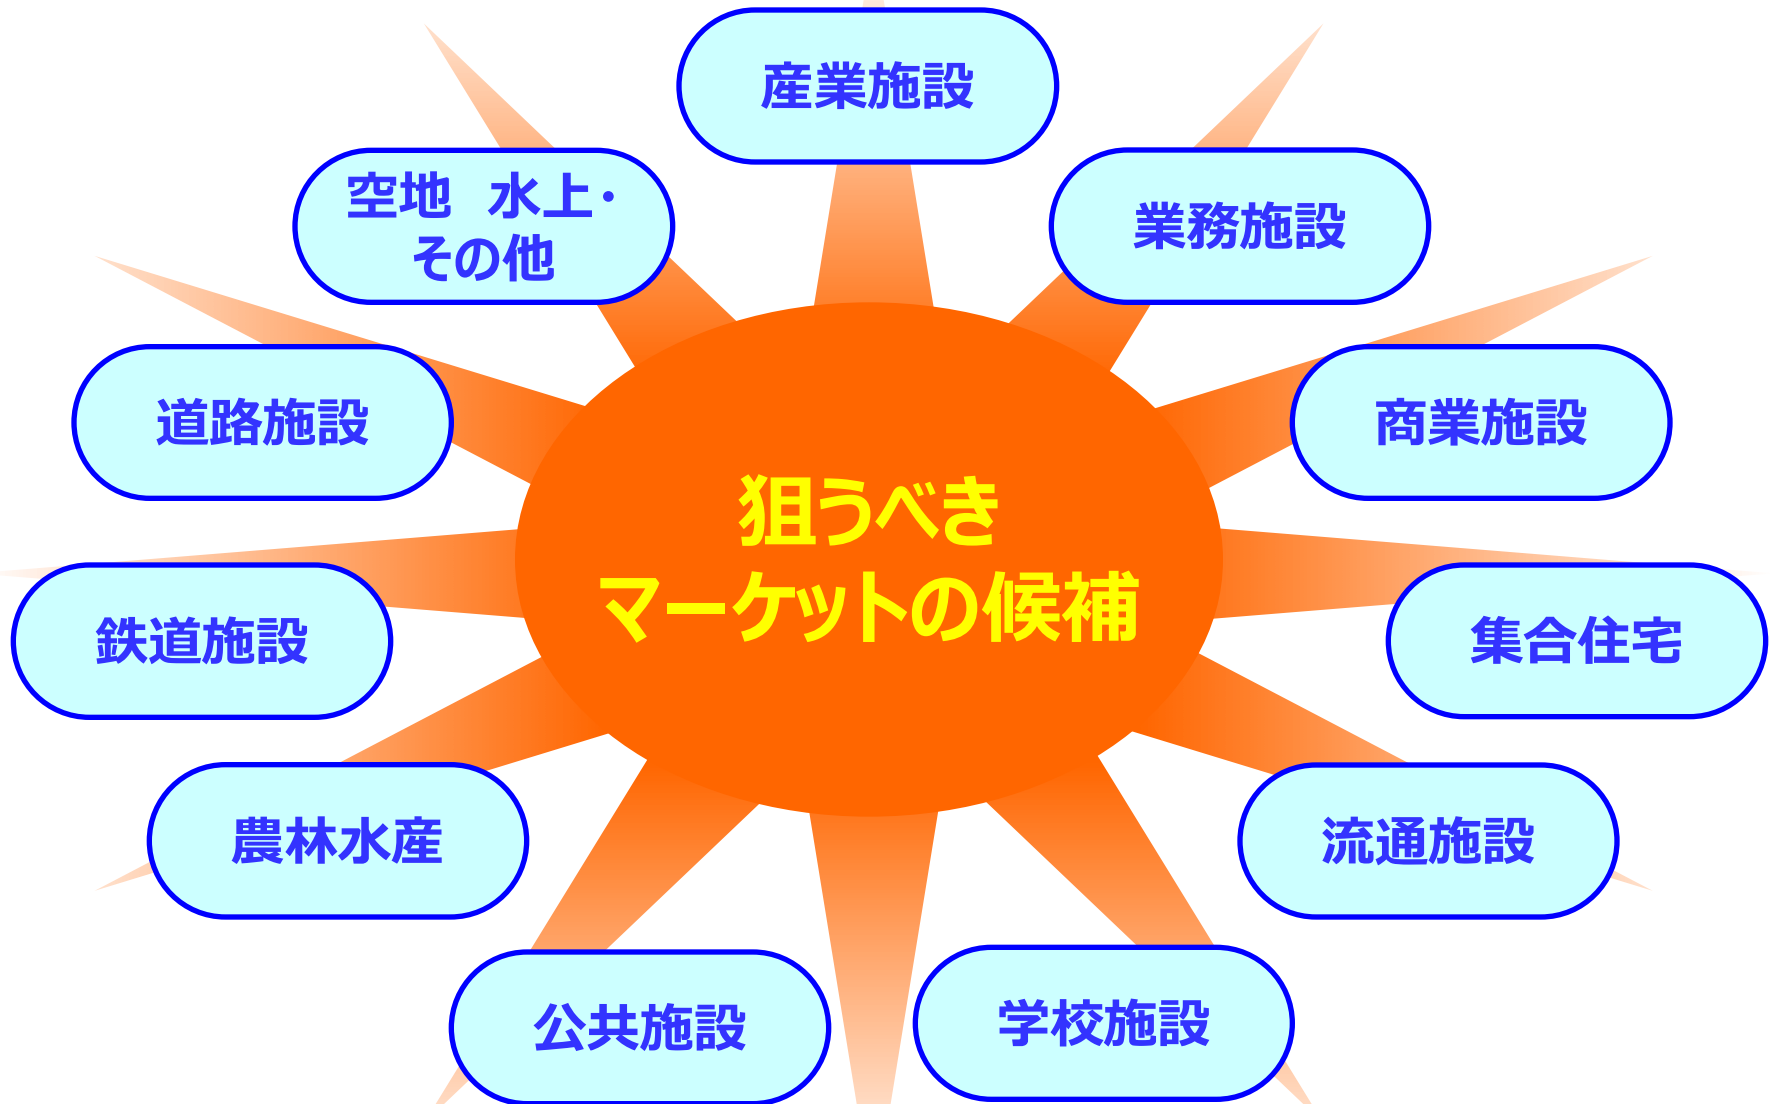 産業施設
空地　水上・
その他
業務施設
道路施設
商業施設
狙うべき
マーケットの候補
鉄道施設
集合住宅
農林水産
流通施設
公共施設
学校施設